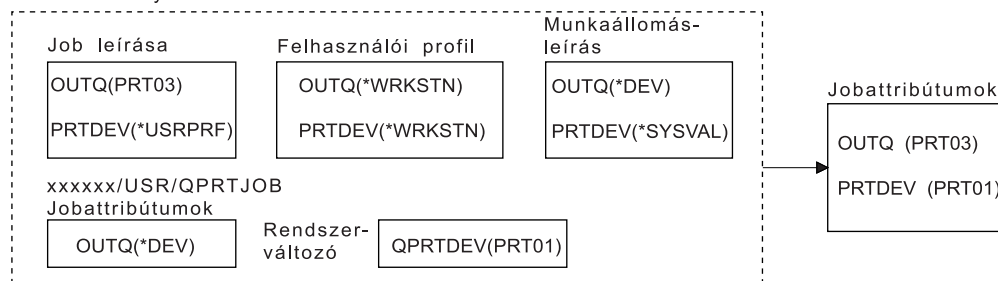 Job leírása
OUTQ(PRT03)
PRTDEV(*USRPRF)
Felhasználói profil
OUTQ(*WRKSTN)
PRTDEV(*WRKSTN)
Munkaállomás-
leírás
OUTQ(*DEV)
PRTDEV(*SYSVAL)
xxxxxx/USR/QPRTJOB
Jobattribútumok
OUTQ(*DEV)
Rendszer-
változó
QPRTDEV(PRT01)
Jobattribútumok
OUTQ (PRT03)
PRTDEV (PRT01)